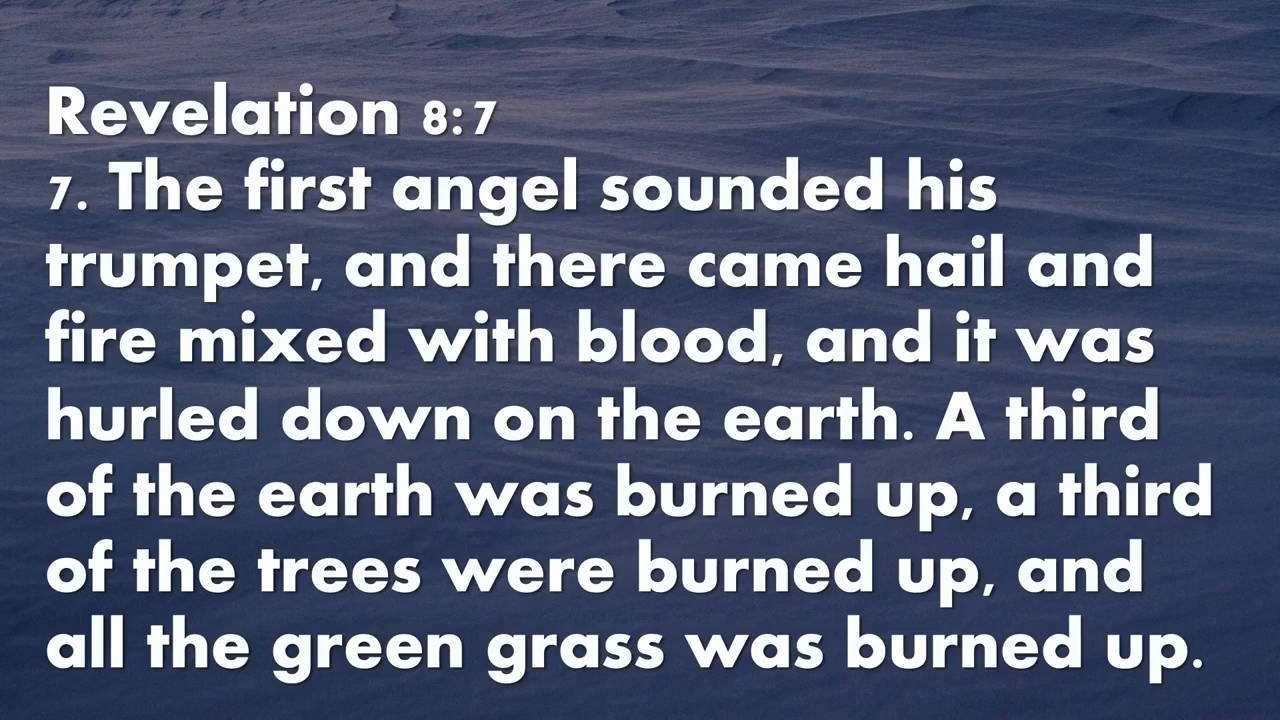 Revelation 8:7
7. The first angel sounded his
trumpet, and there came hail and
fire mixed with blood, and it was
hurled down on the earth. A third
of the earth was burned up, a third
of the trees were burned up, and
all the green grass was burned up.